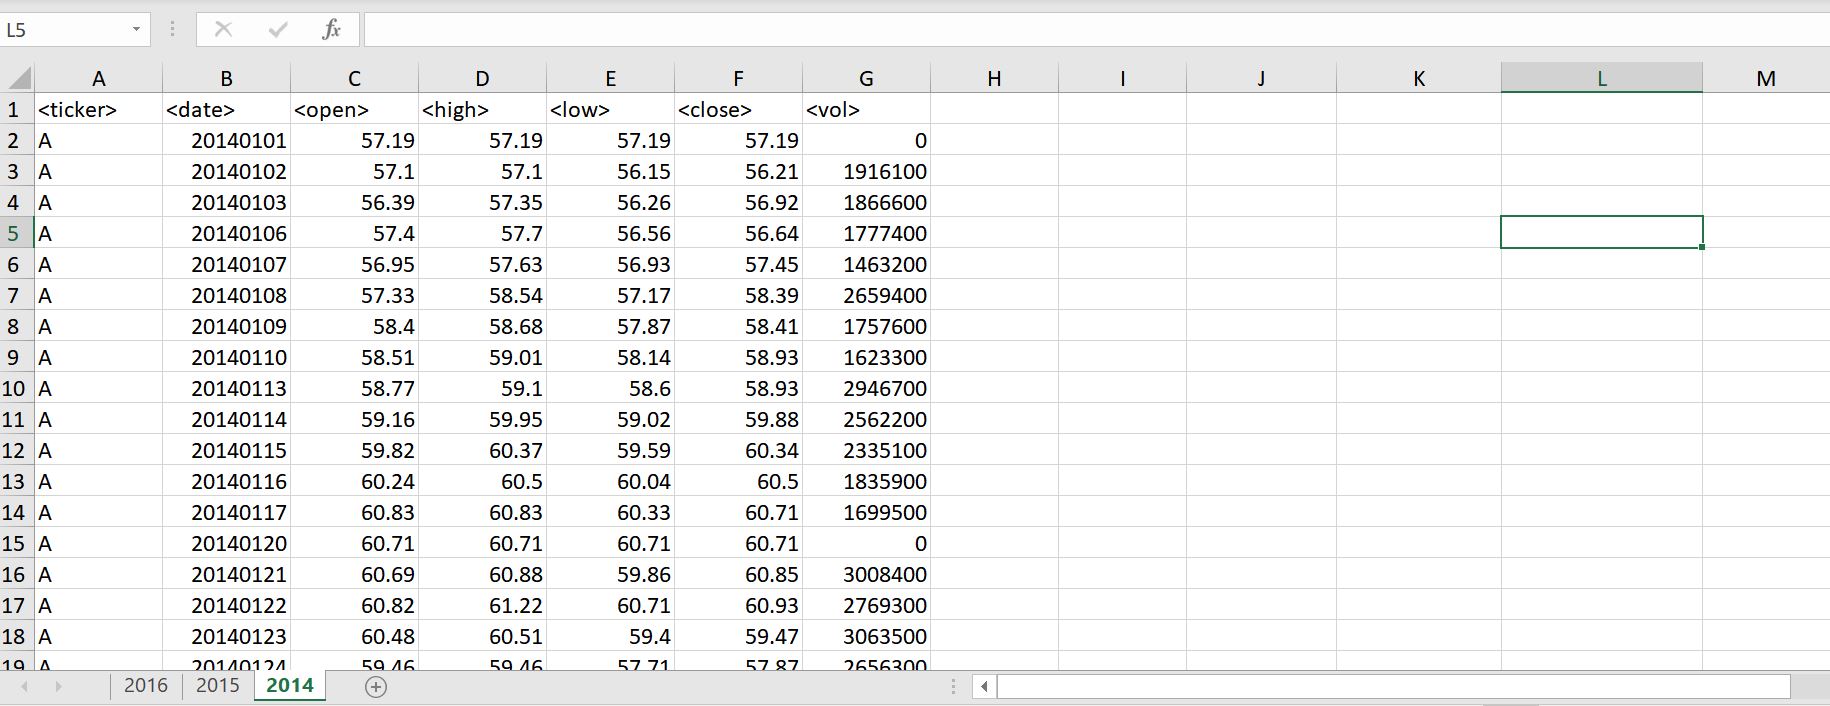 L5 fx
A B C D E F G H I J K L M
1 <ticker> <date> <open> <high> <low> <close> <vol>
2 A 20140101 57.19 57.19 57.19 57.19 0
3 A 20140102 57.1 57.1 56.15 56.21 1916100
4 A 20140103 56.39 57.35 56.26 56.92 1866600
5 A 20140106 57.4 57.7 56.56 56.64 1777400
6 A 20140107 56.95 57.63 56.93 57.45 1463200
7 A 20140108 57.33 58.54 57.17 58.39 2659400
8 A 20140109 58.4 58.68 57.87 58.41 1757600
9 A 20140110 58.51 59.01 58.14 58.93 1623300
10 A 20140113 58.77 59.1 58.6 58.93 2946700
11 A 20140114 59.16 59.95 59.02 59.88 2562200
12 A 20140115 59.82 60.37 59.59 60.34 2335100
13 A 20140116 60.24 60.5 60.04 60.5 1835900
14 A 20140117 60.83 60.83 60.33 60.71 1699500
15 A 20140120 60.71 60.71 60.71 60.71 0
16 A 20140121 60.69 60.88 59.86 60.85 3008400
17 A 20140122 60.82 61.22 60.71 60.93 2769300
18 A 20140123 60.48 60.51 59.4 59.47 3063500
19 A 20140124 59.46 59.46 57.71 57.87 2656300
2016 2015 2014